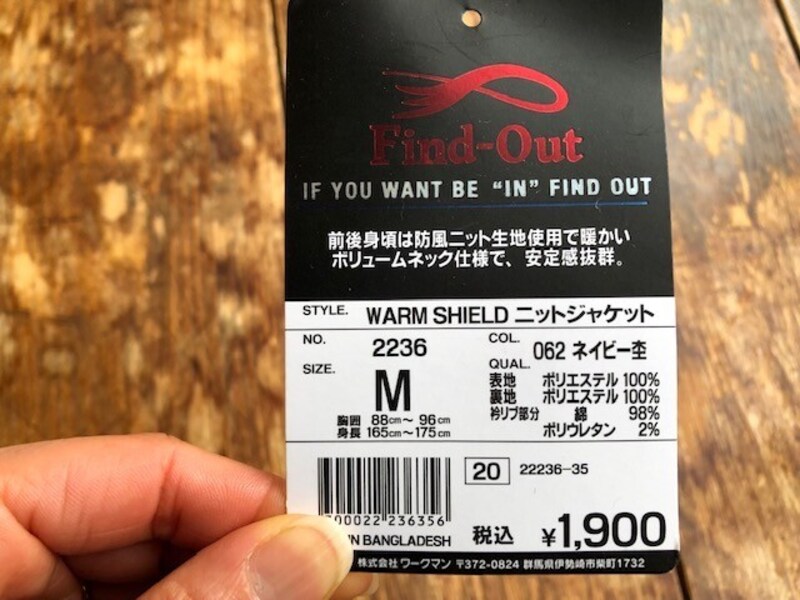 Find-Out
IF YOU WANT BE “IN” FIND OUT
前後身頃は防風ニット生地使用で暖かい
ボリュームネック仕様で、安定感抜群。
STYLE. WARM SHIELD ニットジャケット
NO. 2236
COL. 062 ネイビー杢
SIZE. M
胸囲 88cm~ 96cm
身長 165cm~175cm
QUAL.
表地 ポリエステル 100%
裏地 ポリエステル 100%
衿リブ部分 綿 98%
ポリウレタン 2%
20 22236-35
00022 236356
IN BANGLADESH
税込 ¥1,900
株式会社 ワークマン 〒372-0824 群馬県伊勢崎市柴町1732